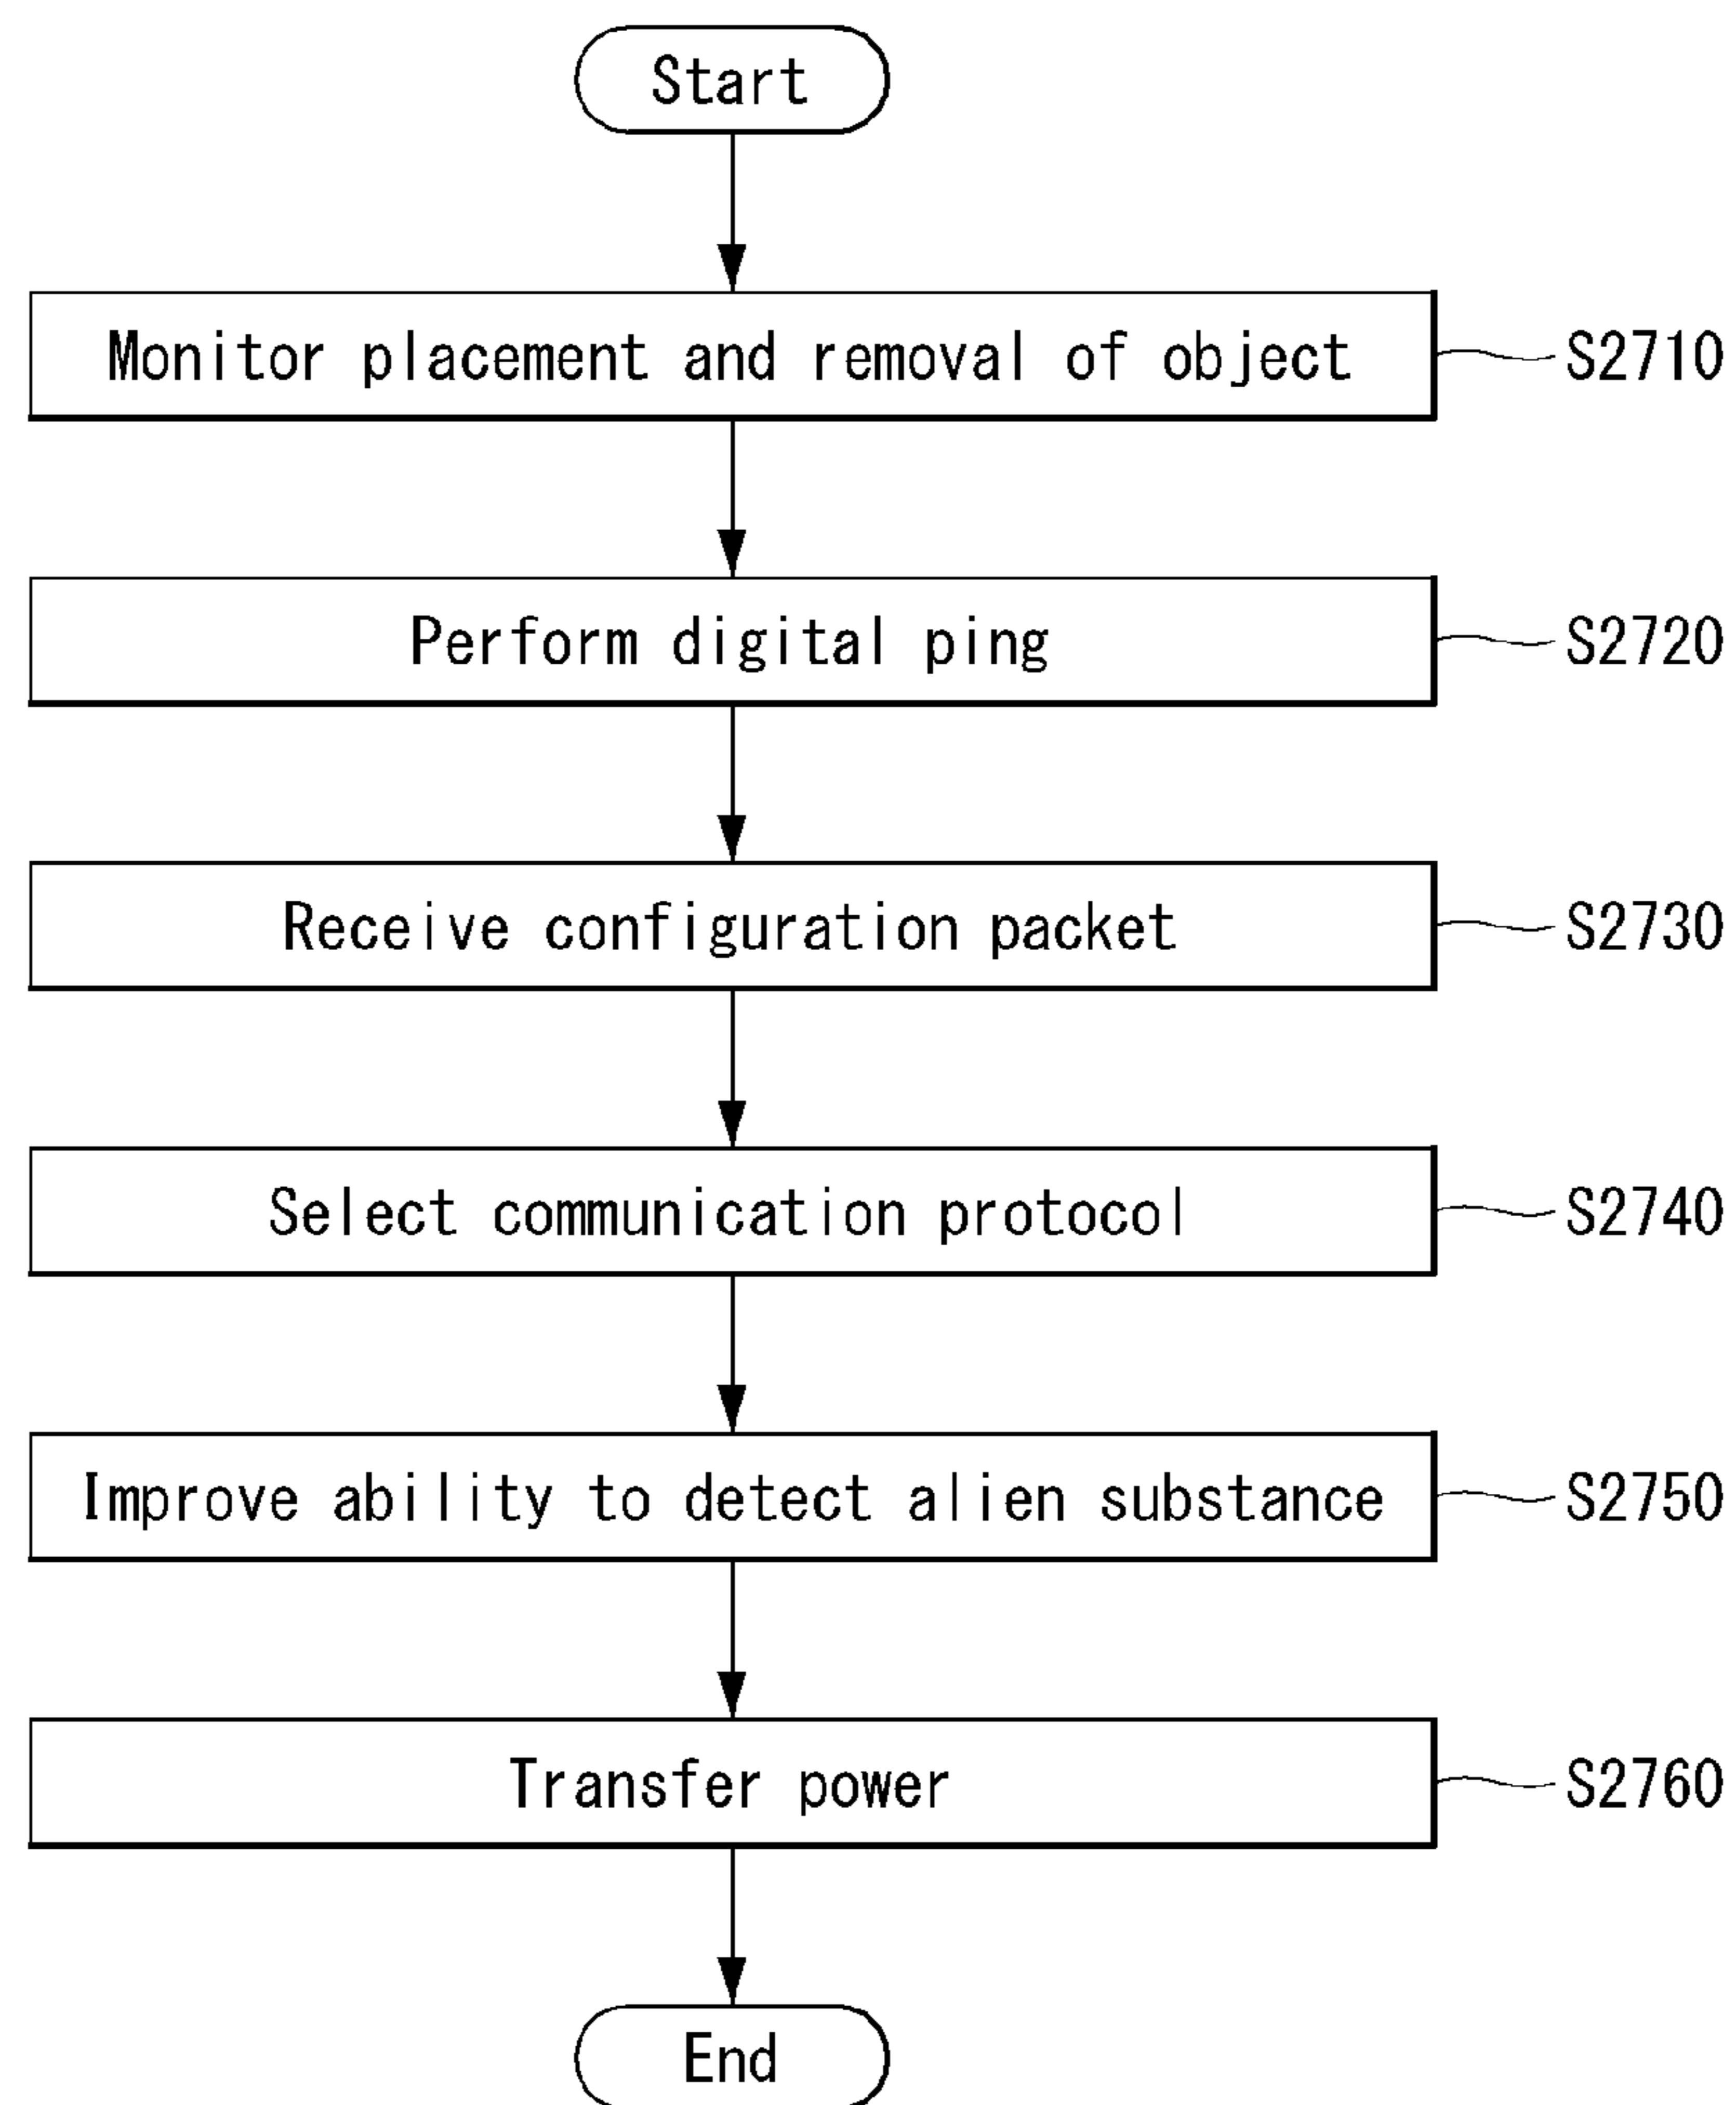 Start
Monitor placement and removal of object
S2710
Perform digital ping
S2720
Receive configuration packet
S2730
Select communication protocol
S2740
Improve ability to detect alien substance
S2750
Transfer power
S2760
End